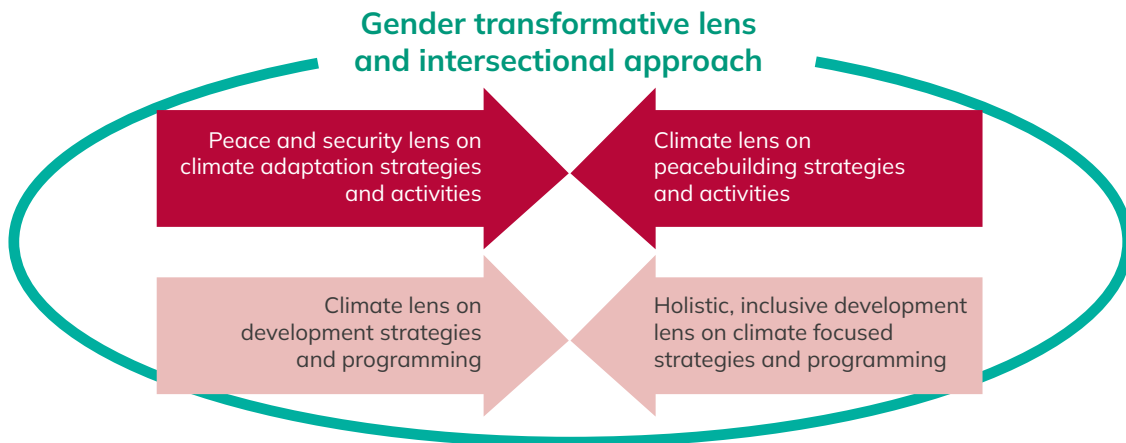 Gender transformative lens
and intersectional approach
Peace and security lens on
climate adaptation strategies
and activities
Climate lens on
peacebuilding strategies
and activities
Climate lens on
development strategies
and programming
Holistic, inclusive development
lens on climate focused
strategies and programming